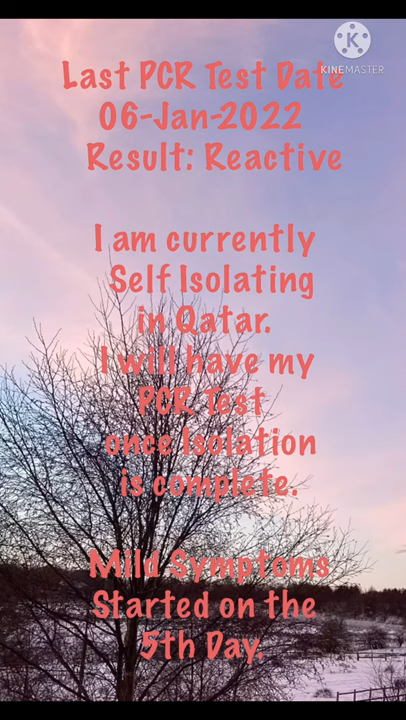 K
KINEMASTER
Last PCR Test Date
06-Jan-2022
Result: Reactive
I am currently
Self Isolating
in Qatar.
I will have my
PCR Test
once Isolation
is complete.
Mild Symptoms
Started on the
5th Day.